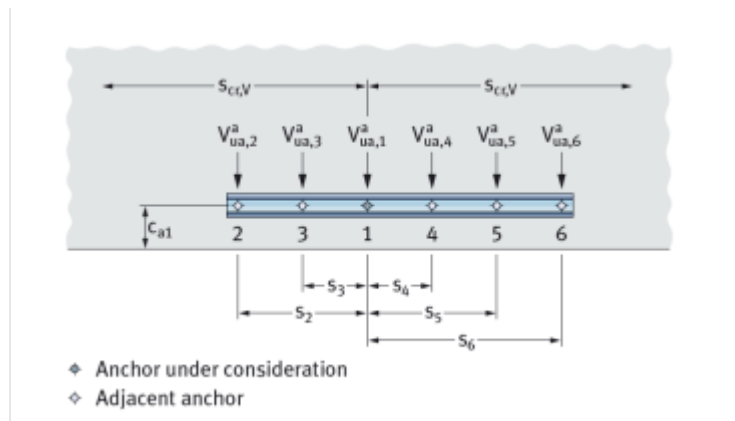 s_cr,V s_cr,V
V^a_ua,2 V^a_ua,3 V^a_ua,1 V^a_ua,4 V^a_ua,5 V^a_ua,6
c_a1
2 3 1 4 5 6
s_3 s_4
s_2 s_5
s_6
Anchor under consideration
Adjacent anchor